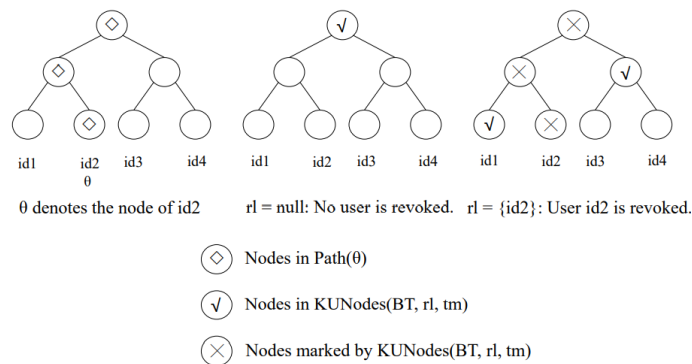 id1 id2 id3 id4 id1 id2 id3 id4 id1 id2 id3 id4
θ
θ denotes the node of id2 rl = null: No user is revoked. rl = {id2}: User id2 is revoked.
Nodes in Path(θ)
Nodes in KUNodes(BT, rl, tm)
Nodes marked by KUNodes(BT, rl, tm)